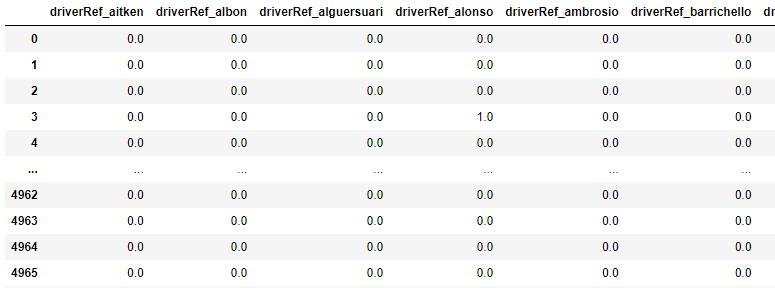 driverRef_aitken driverRef_albon driverRef_alguersuari driverRef_alonso driverRef_ambrosio driverRef_barrichello
0 0.0 0.0 0.0 0.0 0.0 0.0
1 0.0 0.0 0.0 0.0 0.0 0.0
2 0.0 0.0 0.0 0.0 0.0 0.0
3 0.0 0.0 0.0 1.0 0.0 0.0
4 0.0 0.0 0.0 0.0 0.0 0.0
... ... ... ... ... ... ...
4962 0.0 0.0 0.0 0.0 0.0 0.0
4963 0.0 0.0 0.0 0.0 0.0 0.0
4964 0.0 0.0 0.0 0.0 0.0 0.0
4965 0.0 0.0 0.0 0.0 0.0 0.0